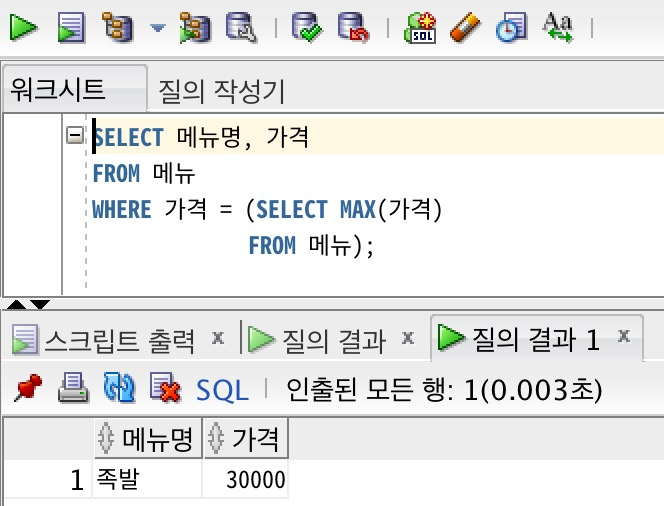 SQL
Aa
워크시트 질의 작성기
SELECT 메뉴명, 가격
FROM 메뉴
WHERE 가격 = (SELECT MAX(가격)
FROM 메뉴);
스크립트 출력 x 질의 결과 x 질의 결과 1 x
SQL 인출된 모든 행: 1(0.003초)
메뉴명 가격
1 족발 30000